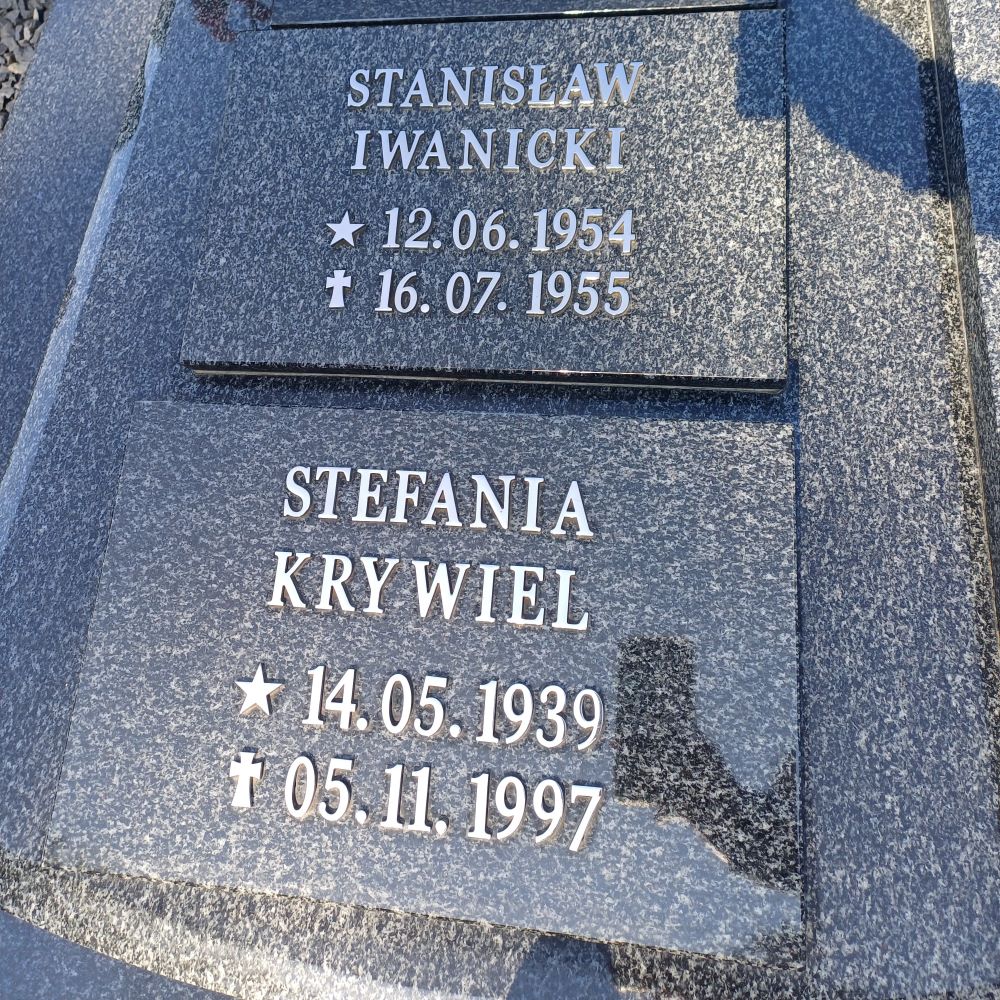 STANISŁAW
IWANICKI
★ 12.06.1954
✝ 16.07.1955
STEFANIA
KRYWIEL
★ 14.05.1939
✝ 05.11.1997